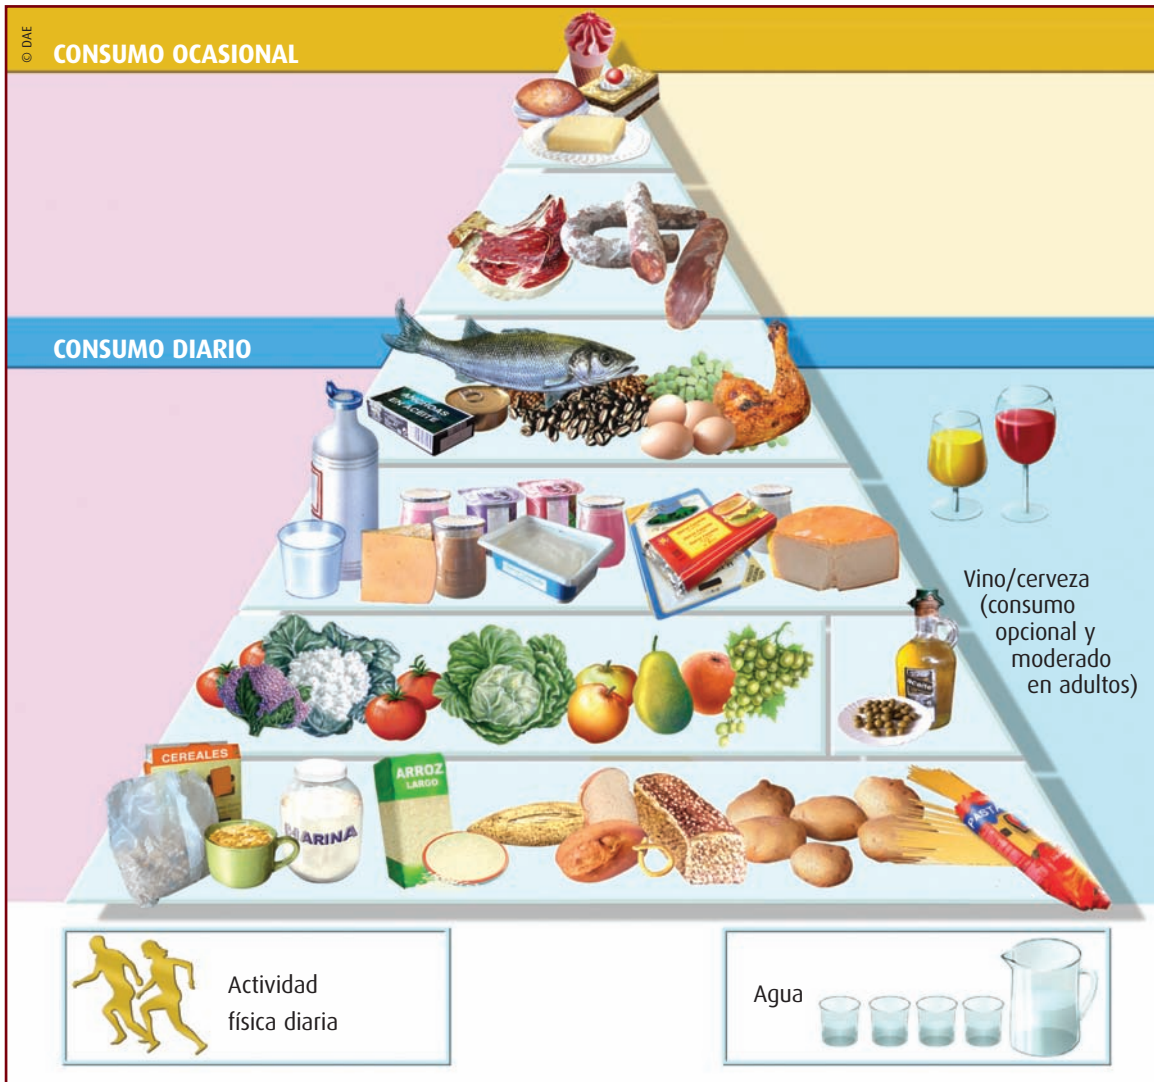 © DAE
CONSUMO OCASIONAL
CONSUMO DIARIO
ANCHOAS
EN ACEITE
Vino/cerveza
(consumo
opcional y
moderado
en adultos)
CEREALES
HARINA
ARROZ
LARGO
PASTA
Actividad
física diaria
Agua